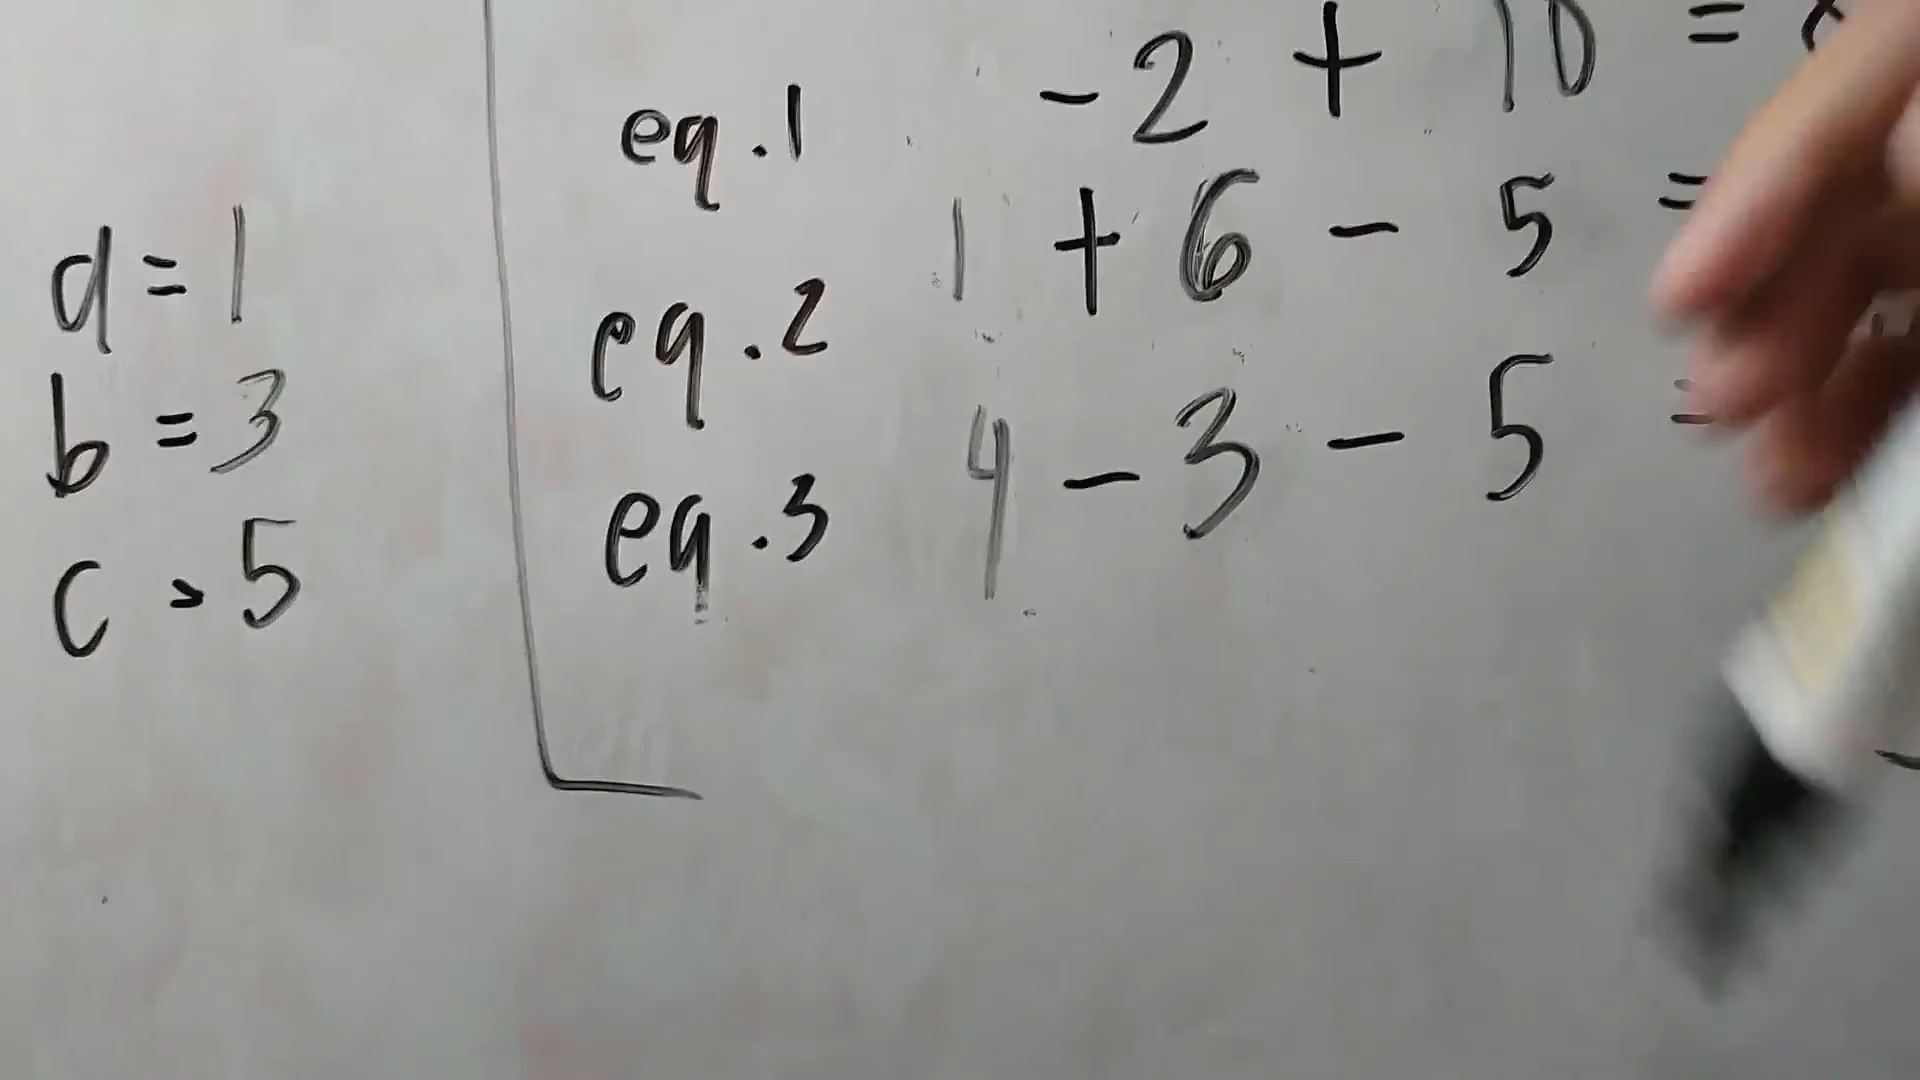 a = 1
b = 3
c = 5
eq.1 -2 + 10 =
eq.2 1 + 6 - 5 =
eq.3 4 - 3 - 5 =